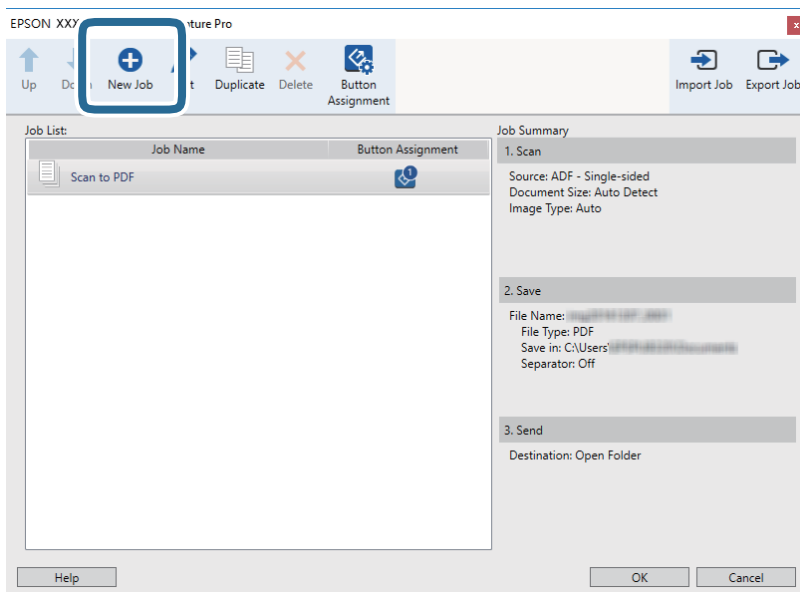 EPSON XXX ture Pro
x
Up
New Job
Duplicate
Delete
Button
Assignment
Import Job
Export Job
Job List:
Job Name
Button Assignment
Scan to PDF
1
Job Summary
1. Scan
Source: ADF - Single-sided
Document Size: Auto Detect
Image Type: Auto
2. Save
File Name:
File Type: PDF
Save in: C:\Users\
Separator: Off
3. Send
Destination: Open Folder
Help
OK
Cancel